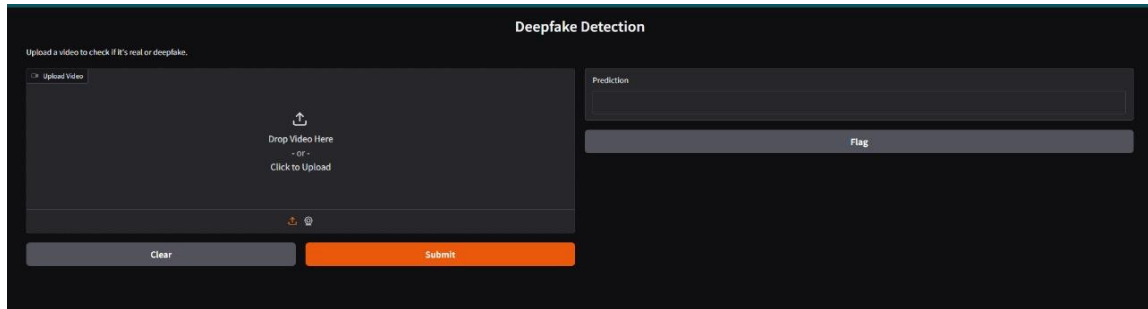 Deepfake Detection
Upload a video to check if it's real or deepfake.
Upload Video
Drop Video Here
- or -
Click to Upload
Clear
Submit
Prediction
Flag